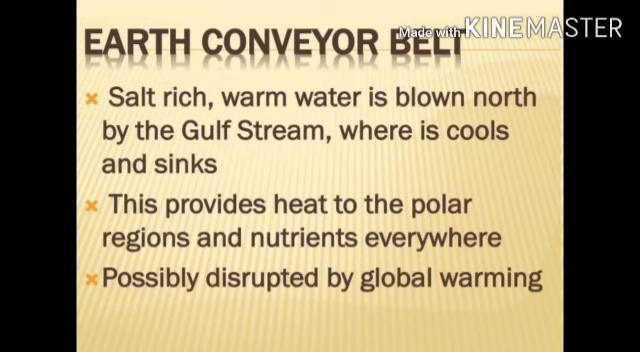 Made with KINEMASTER
EARTH CONVEYOR BELT
Salt rich, warm water is blown north
by the Gulf Stream, where is cools
and sinks
This provides heat to the polar
regions and nutrients everywhere
Possibly disrupted by global warming